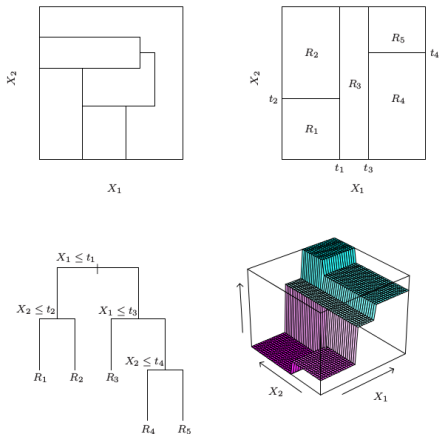 X₂
X₁
R₅
R₂
t₄
X₂
R₃
t₂
R₄
R₁
t₁
t₃
X₁
X₁ ≤ t₁
X₂ ≤ t₂
X₁ ≤ t₃
X₂ ≤ t₄
R₁
R₂
R₃
R₄
R₅
X₂
X₁